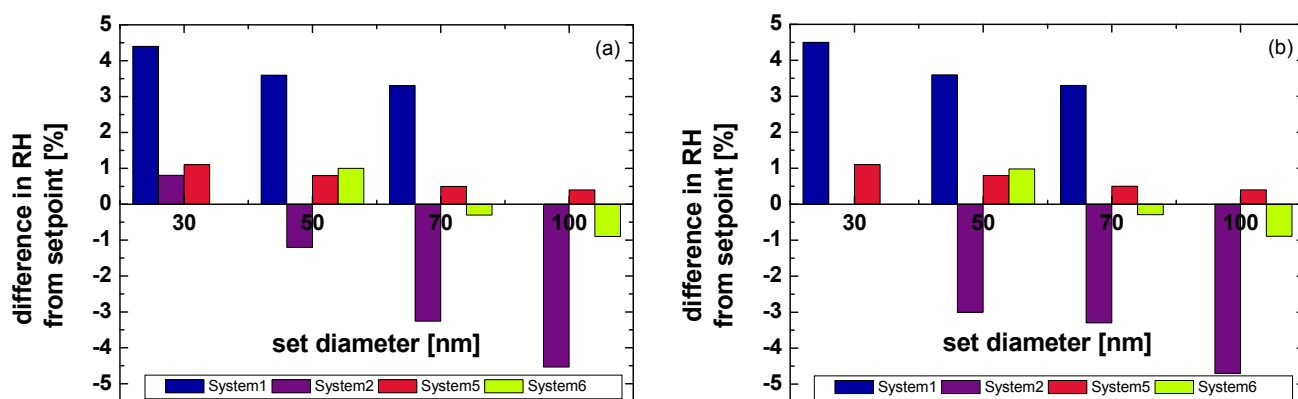 5
4
3
2
1
0
-1
-2
-3
-4
-5
difference in RH
from setpoint [%]
(a)
30
50
70
100
set diameter [nm]
System1
System2
System5
System6
5
4
3
2
1
0
-1
-2
-3
-4
-5
difference in RH
from setpoint [%]
(b)
30
50
70
100
set diameter [nm]
System1
System2
System5
System6